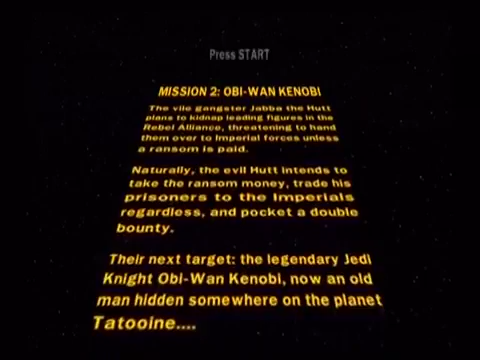 Press START
MISSION 2: OBI-WAN KENOBI
The vile gangster Jabba the Hutt
plans to kidnap leading figures in the
Rebel Alliance, threatening to hand
them over to Imperial forces unless
a ransom is paid.
Naturally, the evil Hutt intends to
take the ransom money, trade his
prisoners to the Imperials
regardless, and pocket a double
bounty.
Their next target: the legendary Jedi
Knight Obi-Wan Kenobi, now an old
man hidden somewhere on the planet
Tatooine....